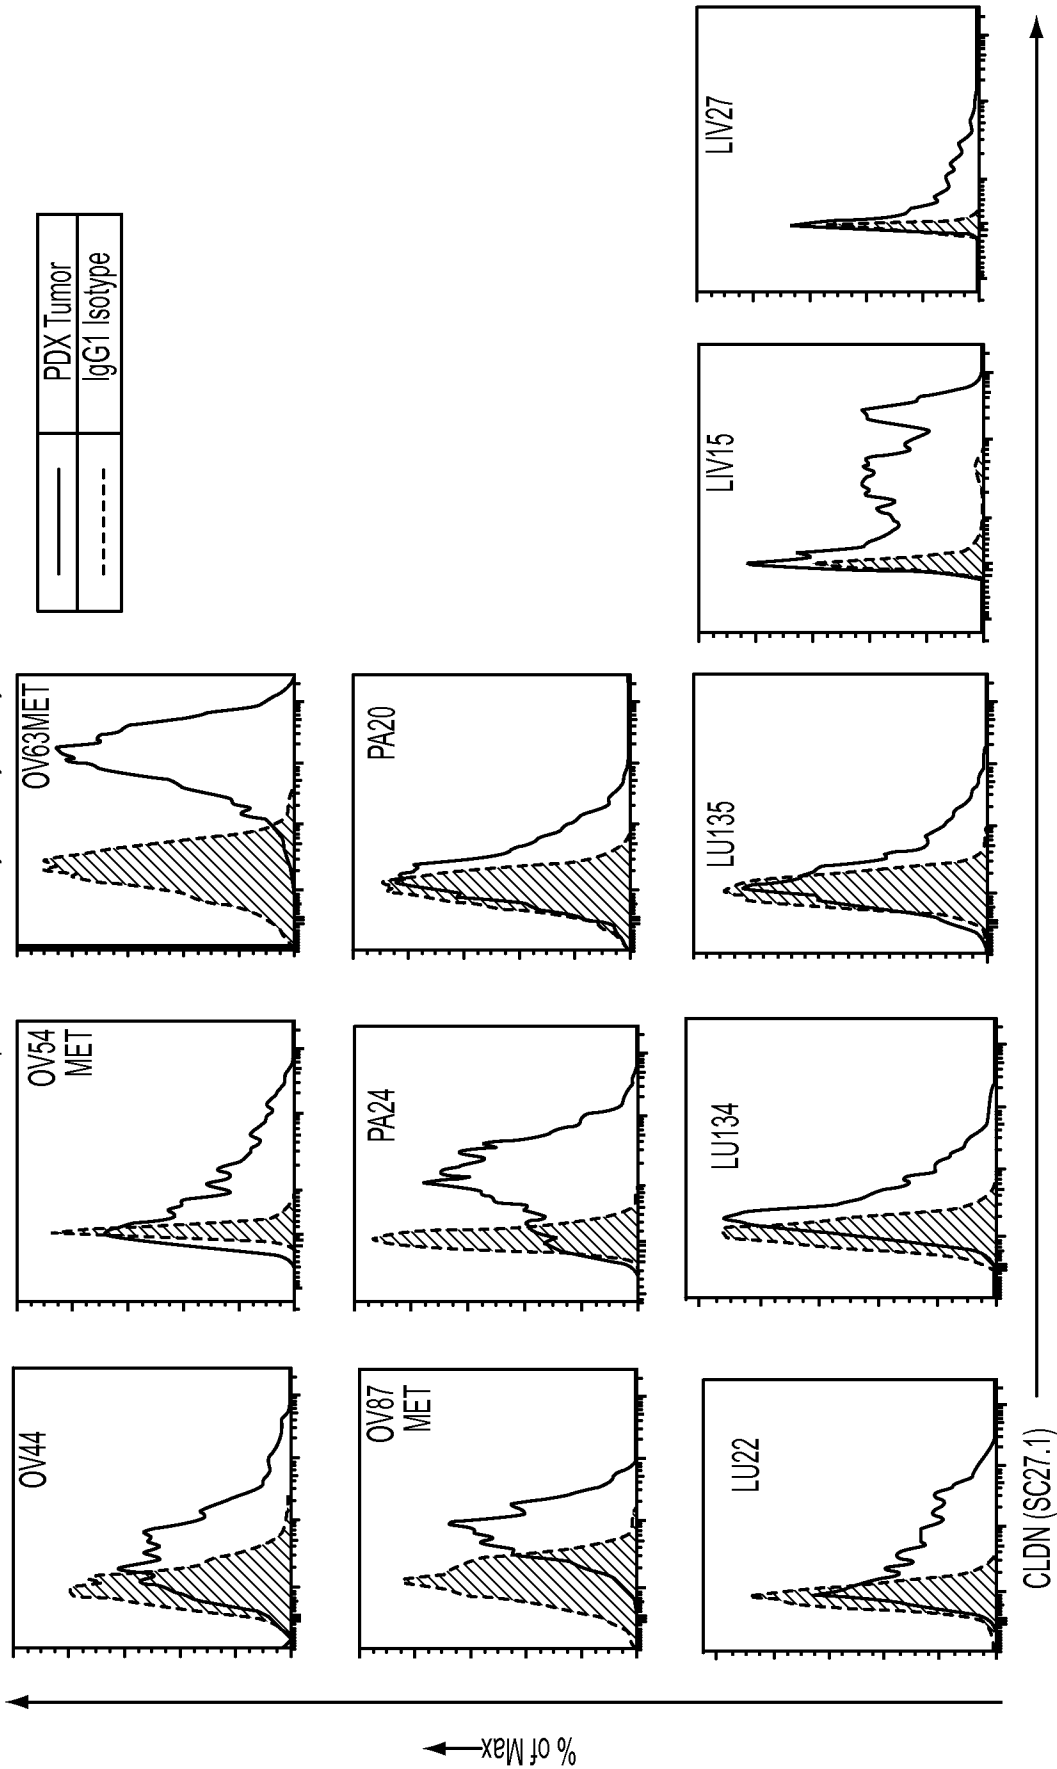 PDX Tumor
IgG1 Isotype
OV44
OV54
MET
OV63MET
OV87
MET
PA24
PA20
LU22
LU134
LU135
LIV15
LIV27
% of Max
CLDN (SC27.1)